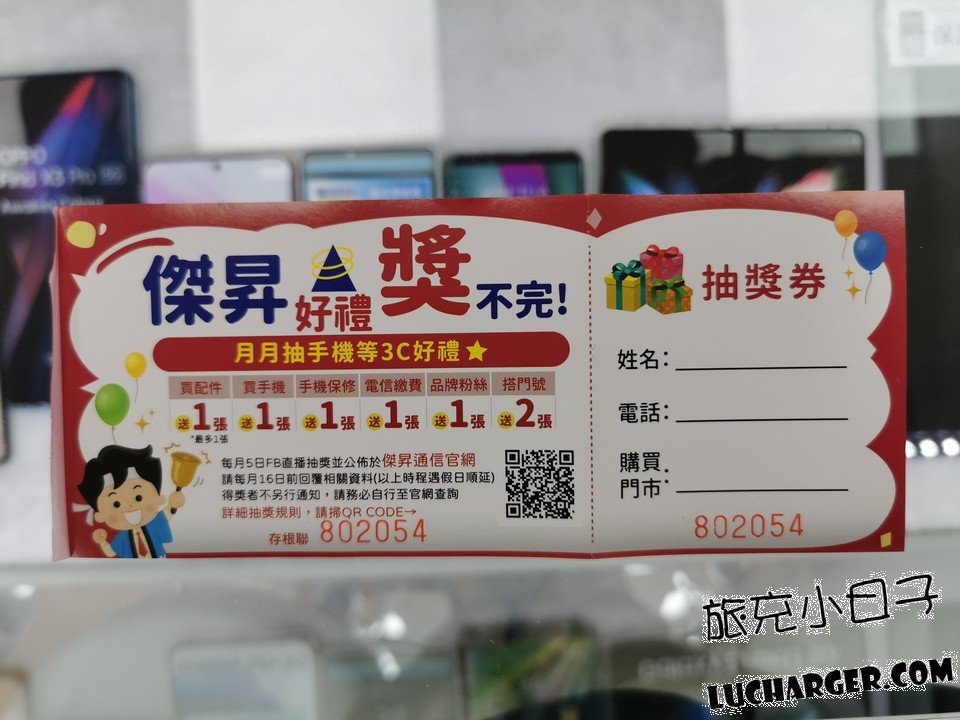 傑昇好禮獎不完!
月月抽手機等3C好禮★
買配件 買手機 手機保修 電信繳費 品牌粉絲 搭門號
送1張 送1張 送1張 送1張 送1張 送2張
*最多1張
每月5日FB直播抽獎並公佈於傑昇通信官網
請每月16日前回覆相關資料(以上時程遇假日順延)
得獎者不另行通知，請務必自行至官網查詢
詳細抽獎規則，請掃QR CODE→
存根聯 802054
抽獎券
姓名:
電話:
購買
門市:
802054
OPPO
旅充小日子
LUCHARGER.COM